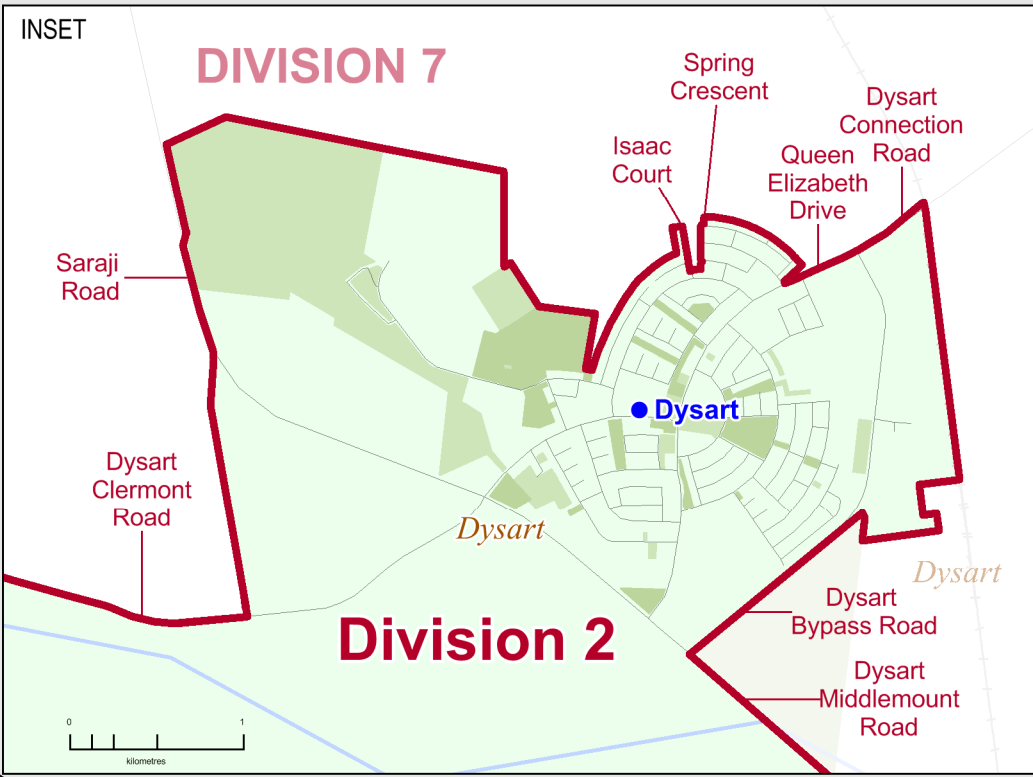 INSET
DIVISION 7
Spring
Crescent
Dysart
Connection
Road
Isaac
Court
Queen
Elizabeth
Drive
Saraji
Road
Dysart
Dysart
Clermont
Road
Dysart
Dysart
Division 2
Dysart
Bypass Road
Dysart
Middlemount
Road
0 1
kilometres